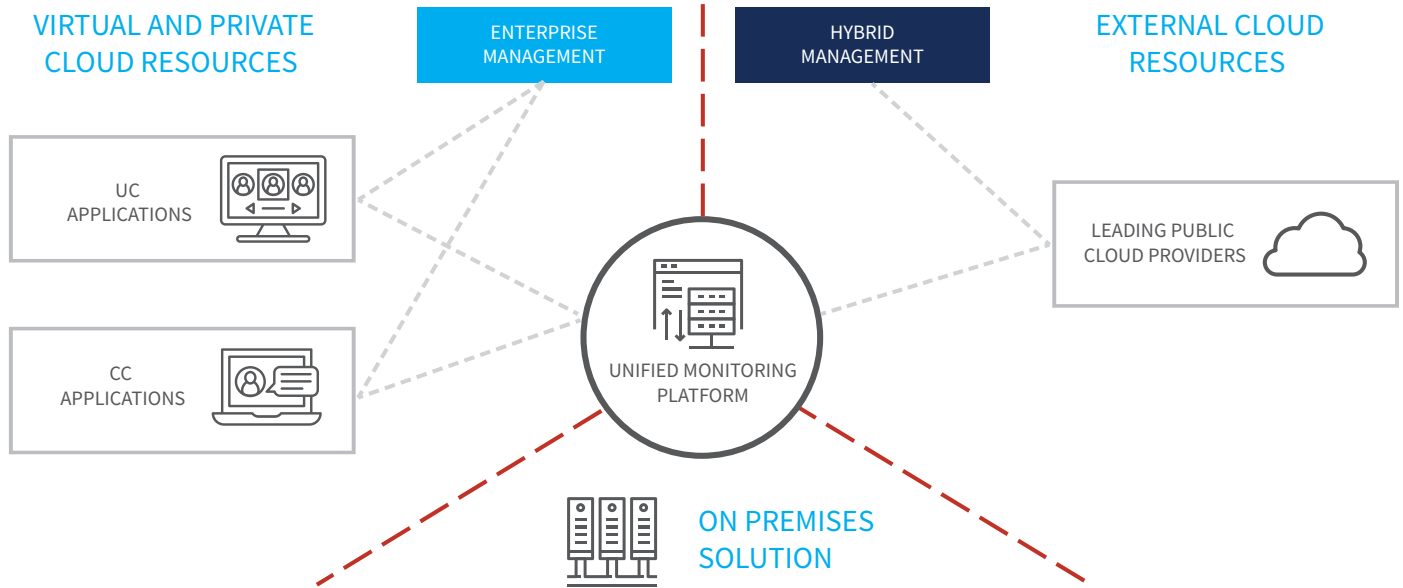 VIRTUAL AND PRIVATE
CLOUD RESOURCES
ENTERPRISE
MANAGEMENT
HYBRID
MANAGEMENT
EXTERNAL CLOUD
RESOURCES
UC
APPLICATIONS
LEADING PUBLIC
CLOUD PROVIDERS
CC
APPLICATIONS
UNIFIED MONITORING
PLATFORM
ON PREMISES
SOLUTION